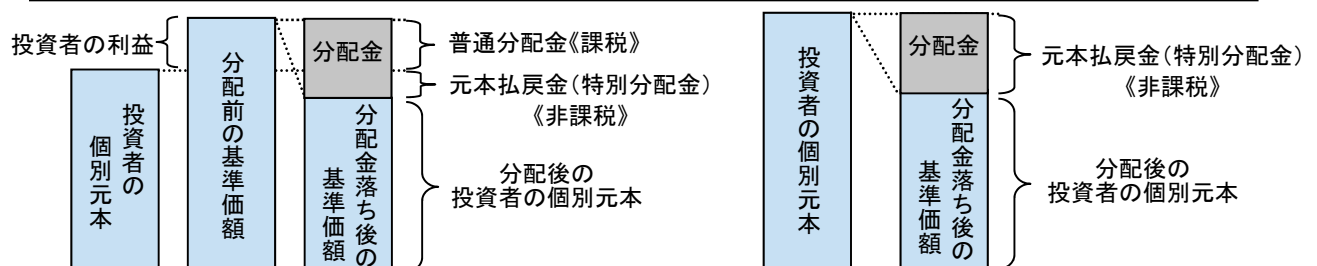 投資者の利益
投資者の
個別元本
分配前の基準価額
分配金
分配金落ち後の
基準価額
普通分配金《課税》
元本払戻金(特別分配金)
《非課税》
分配後の
投資者の個別元本
投資者の個別元本
分配金
分配金落ち後の
基準価額
元本払戻金(特別分配金)
《非課税》
分配後の
投資者の個別元本